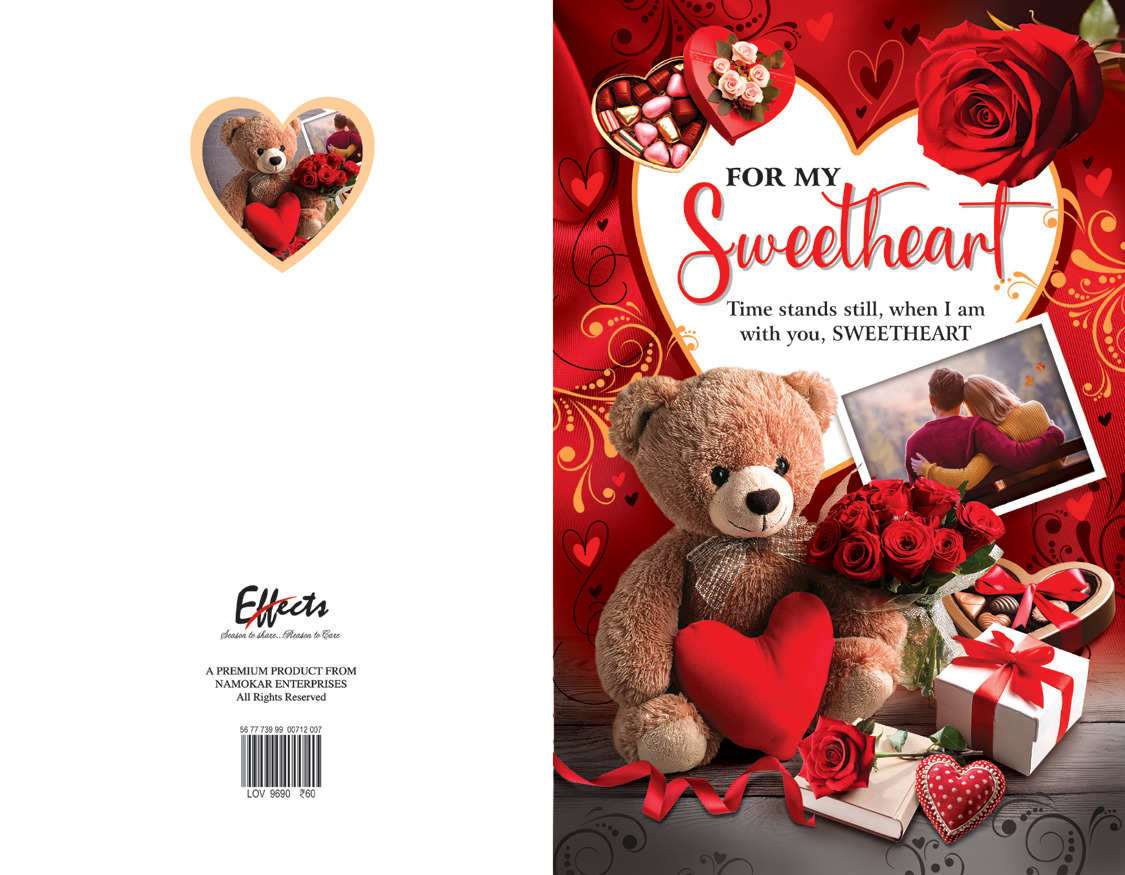 FOR MY
Sweetheart
Time stands still, when I am
with you, SWEETHEART
Effects
Season to share...Reason to Care
A PREMIUM PRODUCT FROM
NAMOKAR ENTERPRISES
All Rights Reserved
56 77 739 99 00712 007
LOV 9690 ₹60